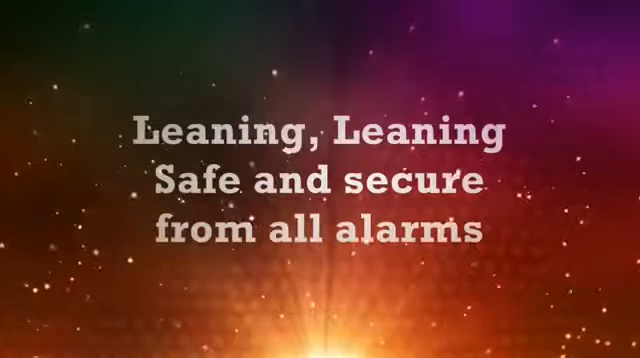 Leaning, Leaning
Safe and secure
from all alarms